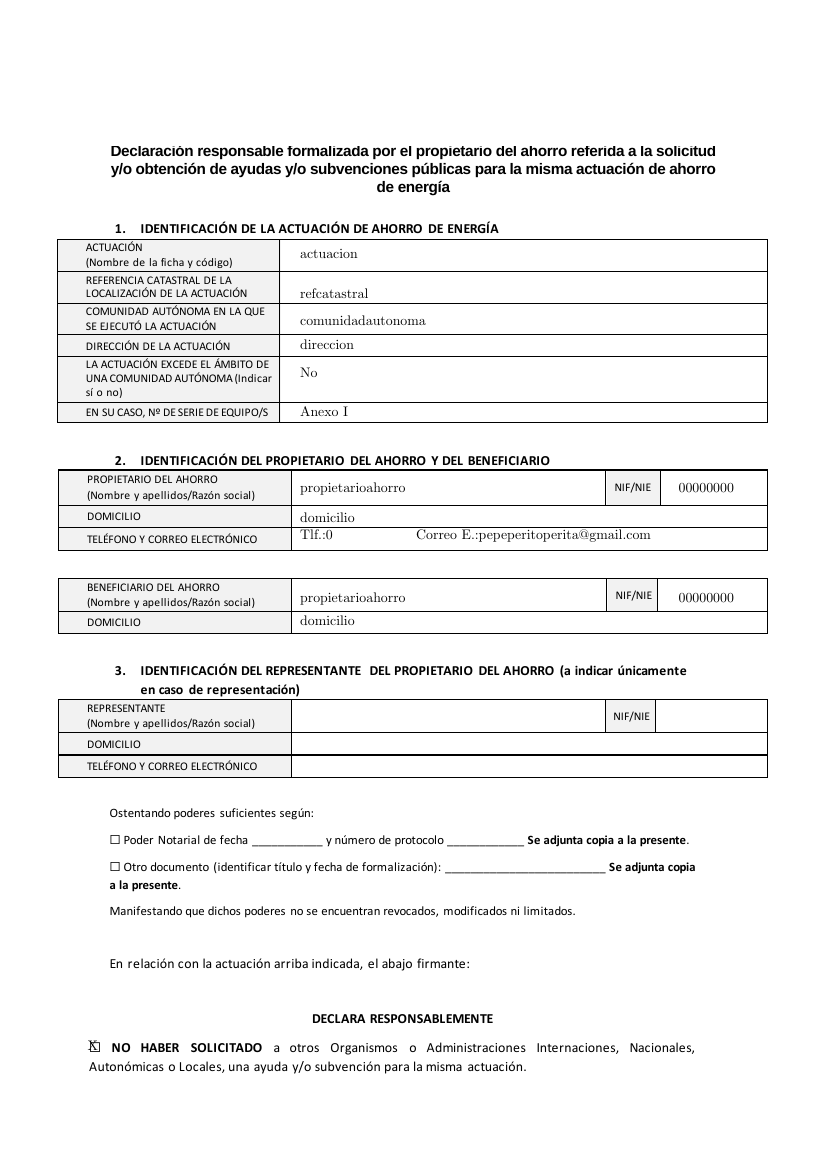 Declaración responsable formalizada por el propietario del ahorro referida a la solicitud
y/o obtención de ayudas y/o subvenciones públicas para la misma actuación de ahorro
de energía
1. IDENTIFICACIÓN DE LA ACTUACIÓN DE AHORRO DE ENERGÍA
ACTUACIÓN
(Nombre de la ficha y código)
actuacion
REFERENCIA CATASTRAL DE LA
LOCALIZACIÓN DE LA ACTUACIÓN
refcatastral
COMUNIDAD AUTÓNOMA EN LA QUE
SE EJECUTÓ LA ACTUACIÓN
comunidadautonoma
DIRECCIÓN DE LA ACTUACIÓN
direccion
LA ACTUACIÓN EXCEDE EL ÁMBITO DE
UNA COMUNIDAD AUTÓNOMA (Indicar
sí o no)
No
EN SU CASO, Nº DE SERIE DE EQUIPO/S
Anexo I
2. IDENTIFICACIÓN DEL PROPIETARIO DEL AHORRO Y DEL BENEFICIARIO
PROPIETARIO DEL AHORRO
(Nombre y apellidos/Razón social)
propietarioahorro
NIF/NIE
00000000
DOMICILIO
domicilio
TELÉFONO Y CORREO ELECTRÓNICO
Tlf.:0 Correo E.:pepeperitoperita@gmail.com
BENEFICIARIO DEL AHORRO
(Nombre y apellidos/Razón social)
propietarioahorro
NIF/NIE
00000000
DOMICILIO
domicilio
3. IDENTIFICACIÓN DEL REPRESENTANTE DEL PROPIETARIO DEL AHORRO (a indicar únicamente
en caso de representación)
REPRESENTANTE
(Nombre y apellidos/Razón social)
NIF/NIE
DOMICILIO
TELÉFONO Y CORREO ELECTRÓNICO
Ostentando poderes suficientes según:
☐ Poder Notarial de fecha ___________ y número de protocolo ____________ Se adjunta copia a la presente.
☐ Otro documento (identificar título y fecha de formalización): _________________________ Se adjunta copia
a la presente.
Manifestando que dichos poderes no se encuentran revocados, modificados ni limitados.
En relación con la actuación arriba indicada, el abajo firmante:
DECLARA RESPONSABLEMENTE
☒ NO HABER SOLICITADO a otros Organismos o Administraciones Internaciones, Nacionales,
Autonómicas o Locales, una ayuda y/o subvención para la misma actuación.